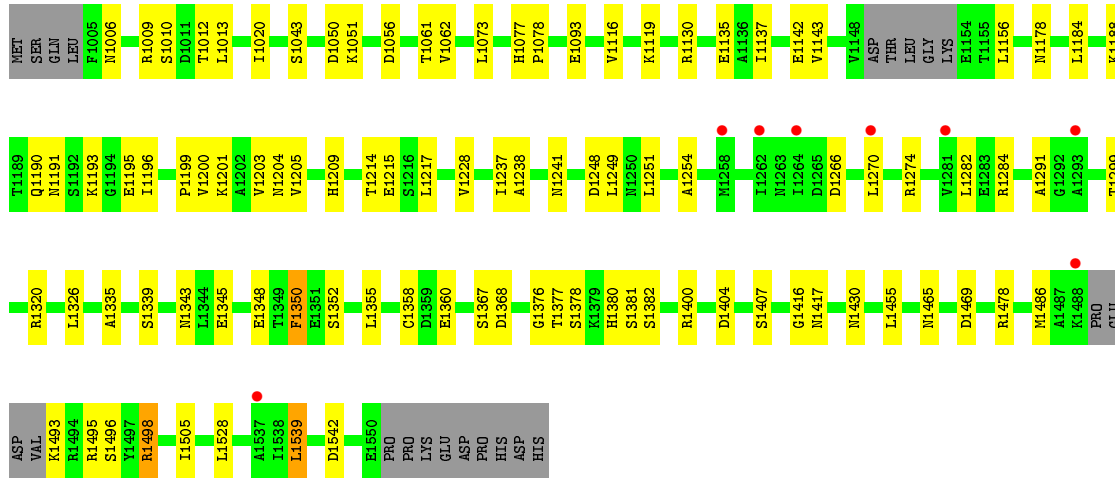 MET SER GLN LEU F1005 N1006 R1009 S1010 D1011 T1012 L1013 I1020 S1043 D1050 K1051 D1056 T1061 V1062 L1073 H1077 P1078 E1093 V1116 K1119 R1130 E1135 A1136 I1137 E1142 V1143 V1148 ASP THR LEU GLY LYS E1154 T1155 L1156 N1178 L1184 K1188
T1189 Q1190 N1191 S1192 K1193 G1194 E1195 I1196 P1199 V1200 K1201 A1202 V1203 N1204 V1205 H1209 T1214 E1215 S1216 L1217 V1228 I1237 A1238 N1241 D1248 L1249 N1250 L1251 A1254 M1258 I1262 N1263 I1264 D1265 D1266 L1270 R1274 V1281 L1282 E1283 R1284 A1291 G1292 A1293 T1299
R1320 L1326 A1335 S1339 N1343 L1344 E1345 E1348 T1349 F1350 E1351 S1352 L1355 C1358 D1359 E1360 S1367 D1368 G1376 T1377 S1378 K1379 H1380 S1381 S1382 R1400 D1404 S1407 G1416 N1417 N1430 L1455 N1465 D1469 R1478 M1486 A1487 K1488 PRO GLU
ASP VAL K1493 R1494 R1495 S1496 Y1497 R1498 I1505 L1528 A1537 I1538 L1539 D1542 E1550 PRO PRO LYS GLU ASP PRO HIS ASP HIS